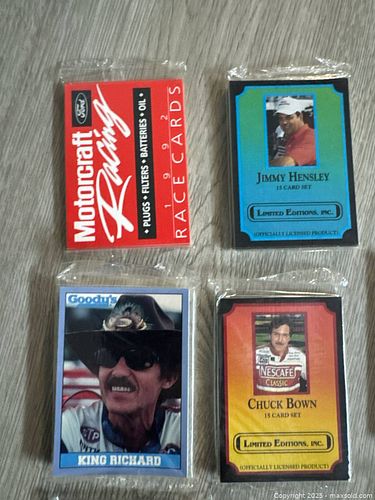 Ford
Motorcraft
Racing
• PLUGS • FILTERS • BATTERIES • OIL •
1992
RACE CARDS
JIMMY HENSLEY
15 CARD SET
LIMITED EDITIONS, INC.
(OFFICIALLY LICENSED PRODUCT)
Goody's
STP
KING RICHARD
NESCAFE
CLASSIC
CHUCK BOWN
15 CARD SET
LIMITED EDITIONS, INC.
(OFFICIALLY LICENSED PRODUCT)
Copyright 2025 - maxsold.com